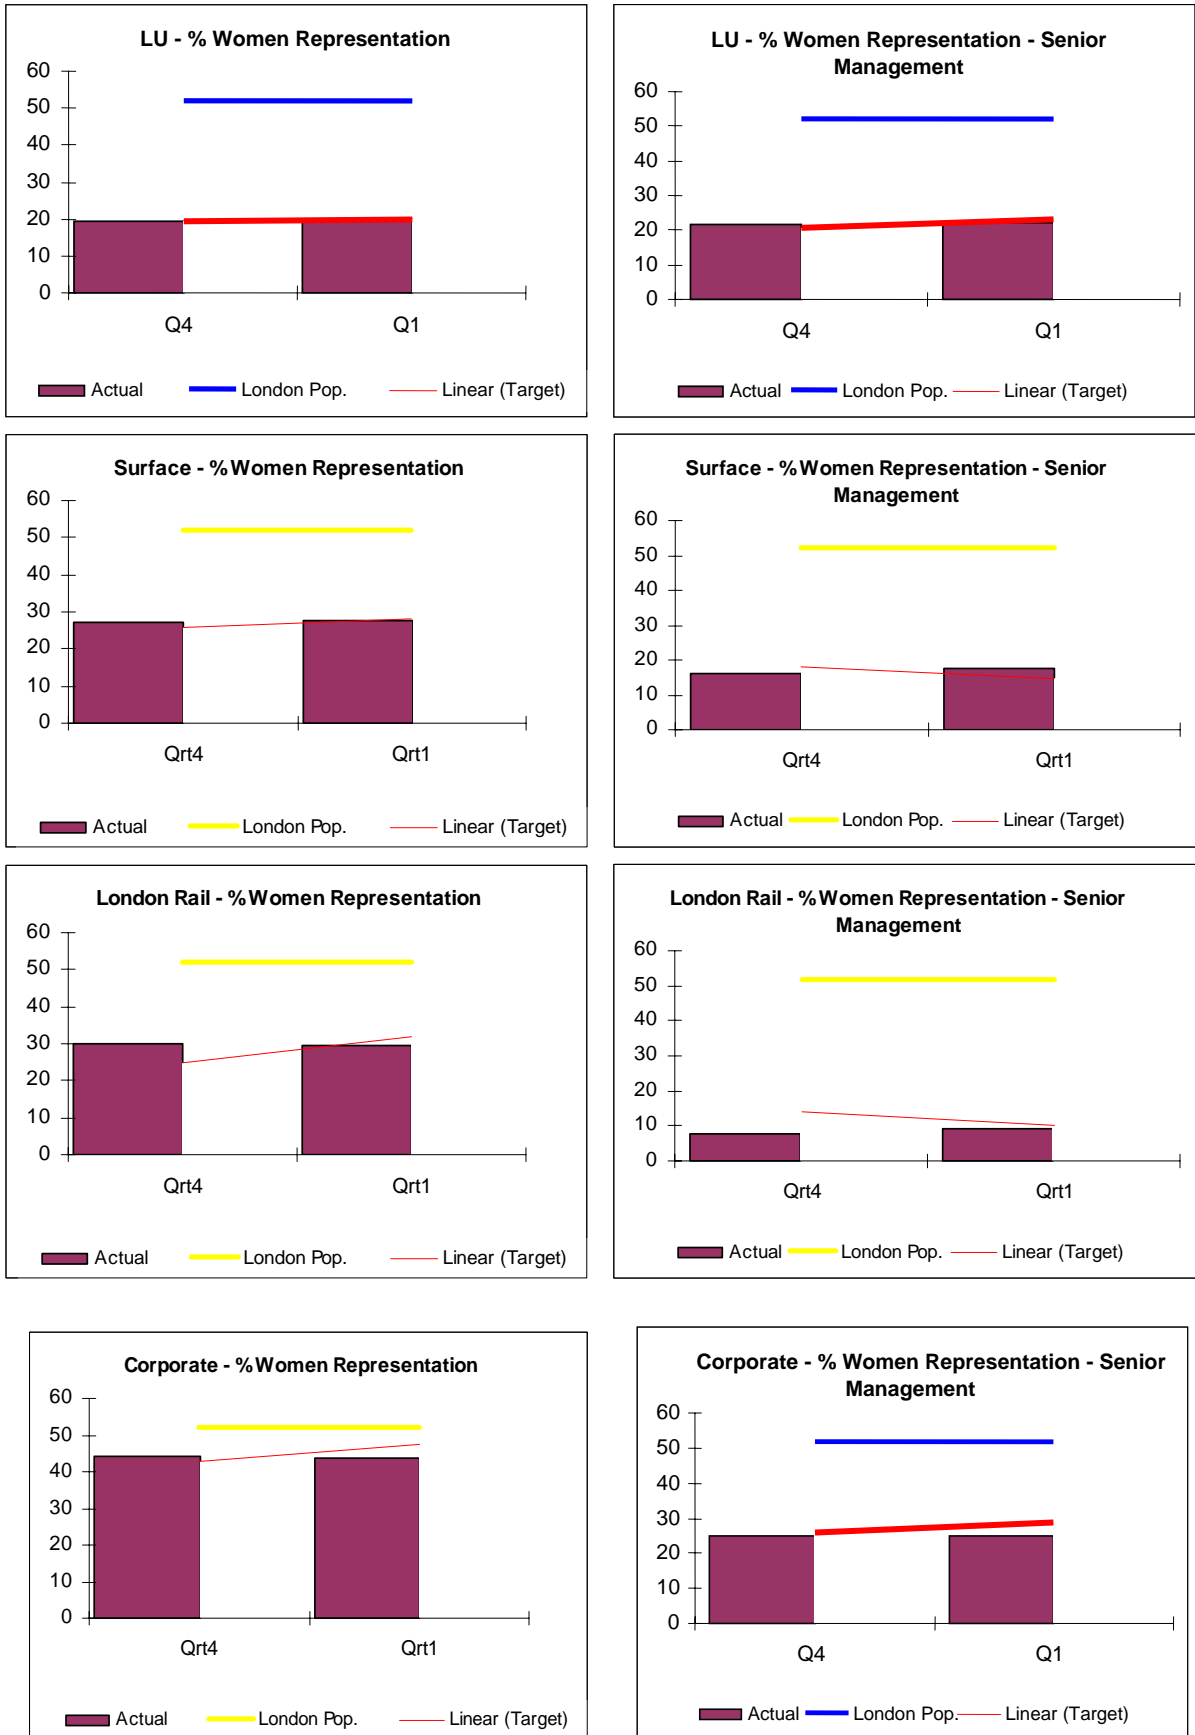 LU - % Women Representation
60
50
40
30
20
10
0
Q4 Q1
Actual London Pop. Linear (Target)
LU - % Women Representation - Senior
Management
60
50
40
30
20
10
0
Q4 Q1
Actual London Pop. Linear (Target)
Surface - %Women Representation
60
50
40
30
20
10
0
Qrt4 Qrt1
Actual London Pop. Linear (Target)
Surface - %Women Representation - Senior
Management
60
50
40
30
20
10
0
Qrt4 Qrt1
Actual London Pop. Linear (Target)
London Rail - %Women Representation
60
50
40
30
20
10
0
Qrt4 Qrt1
Actual London Pop. Linear (Target)
London Rail - %Women Representation - Senior
Management
60
50
40
30
20
10
0
Qrt4 Qrt1
Actual London Pop. Linear (Target)
Corporate - %Women Representation
60
50
40
30
20
10
0
Qrt4 Qrt1
Actual London Pop. Linear (Target)
Corporate - % Women Representation - Senior
Management
60
50
40
30
20
10
0
Q4 Q1
Actual London Pop. Linear (Target)